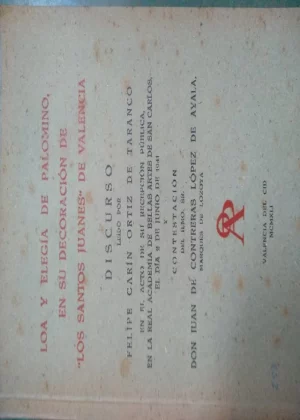 LOA Y ELEGIA DE PALOMINO,
EN SU DECORACIÓN DE
"LOS SANTOS JUANES" DE VALENCIA
DISCURSO
LEIDO POR
FELIPE GARIN ORTIZ DE TARANCO
EN EL ACTO DE SU RECEPCIÓN PÚBLICA,
EN LA REAL ACADEMIA DE BELLAS ARTES DE SAN CARLOS,
EL DÍA 9 DE JUNIO DE 1941
Y
CONTESTACIÓN
DEL ILMO. SR.
DON JUAN DE CONTRERAS LÓPEZ DE AYALA,
MARQUÉS DE LOZOYA
VALENCIA DEL CID
MCMXLI